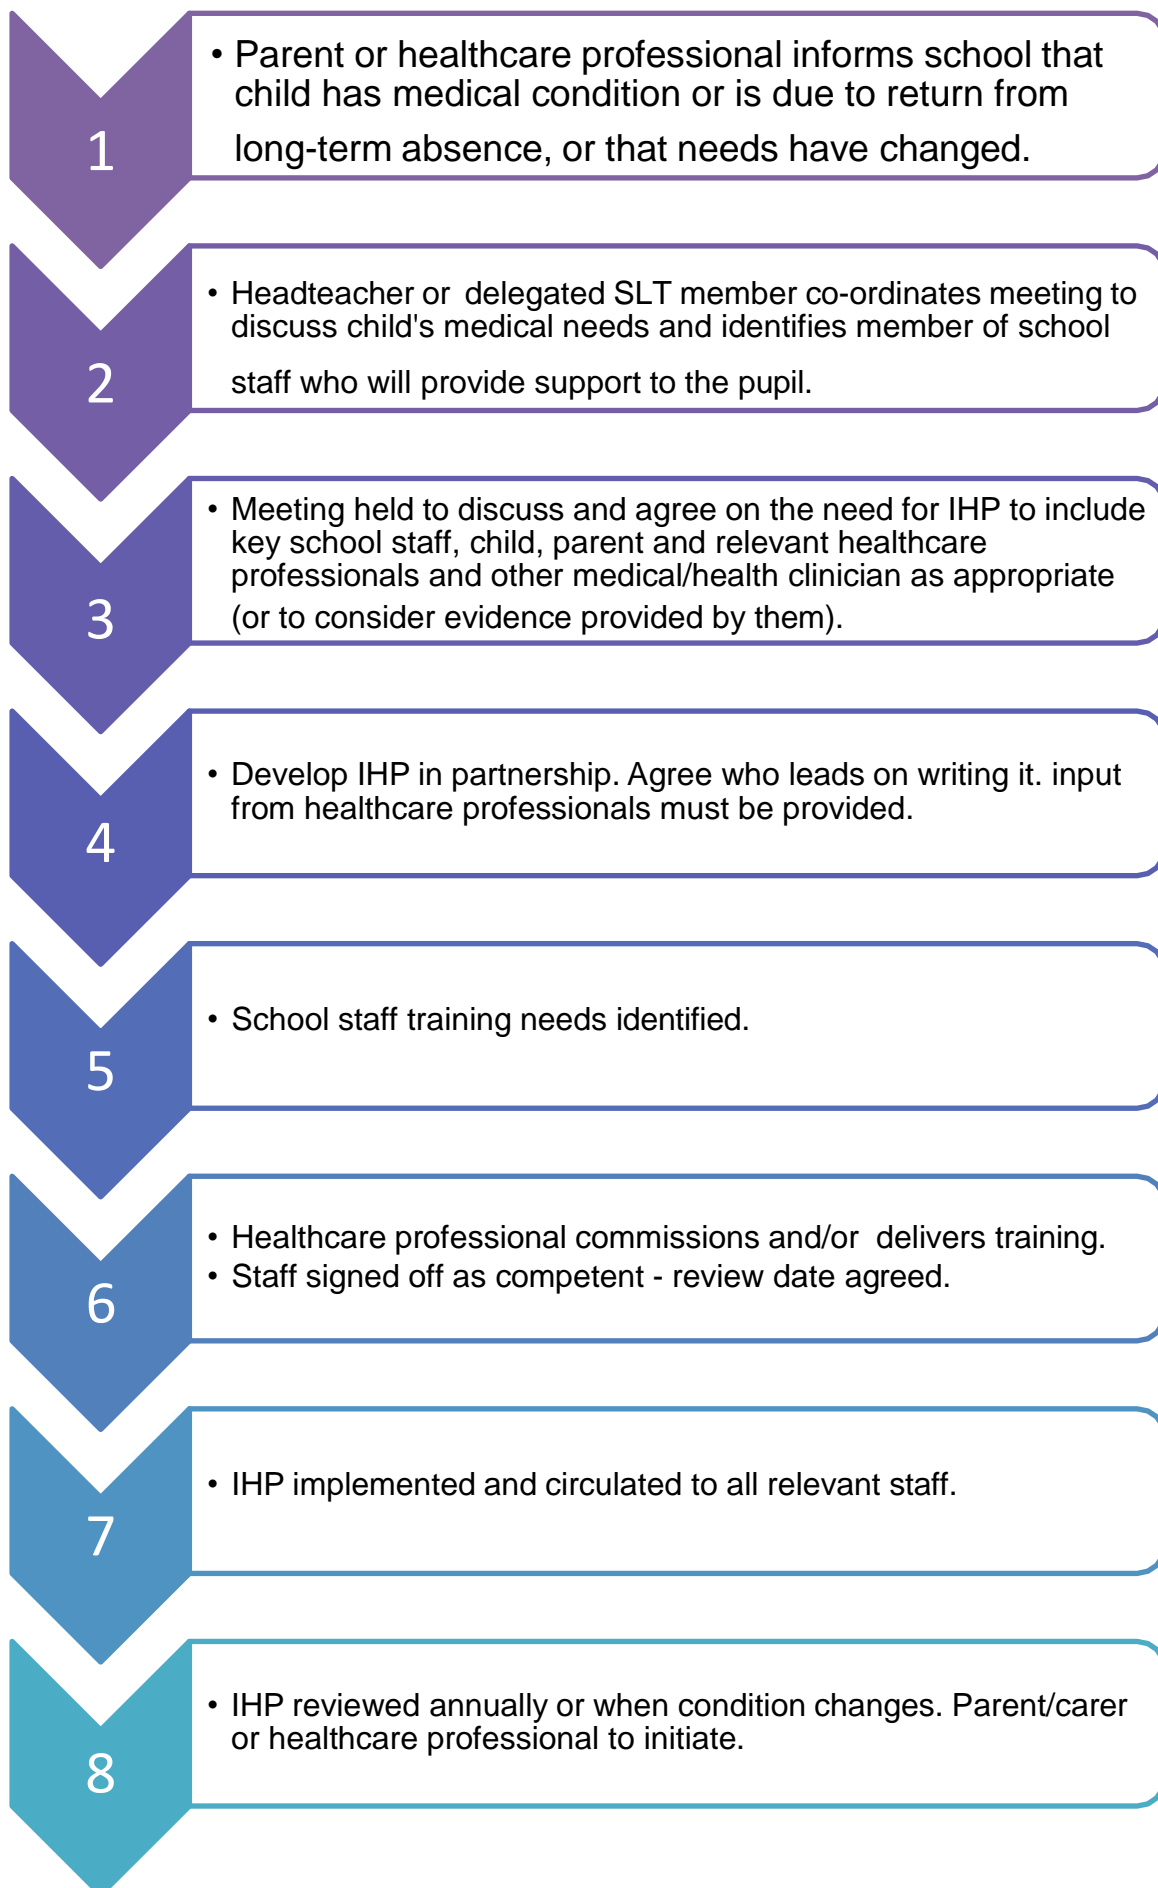 1
• Parent or healthcare professional informs school that
child has medical condition or is due to return from
long-term absence, or that needs have changed.
2
• Headteacher or  delegated SLT member co-ordinates meeting to
discuss child's medical needs and identifies member of school
staff who will provide support to the pupil.
3
• Meeting held to discuss and agree on the need for IHP to include
key school staff, child, parent and relevant healthcare
professionals and other medical/health clinician as appropriate
(or to consider evidence provided by them).
4
• Develop IHP in partnership. Agree who leads on writing it. input
from healthcare professionals must be provided.
5
• School staff training needs identified.
6
• Healthcare professional commissions and/or  delivers training.
• Staff signed off as competent - review date agreed.
7
• IHP implemented and circulated to all relevant staff.
8
• IHP reviewed annually or when condition changes. Parent/carer
or healthcare professional to initiate.